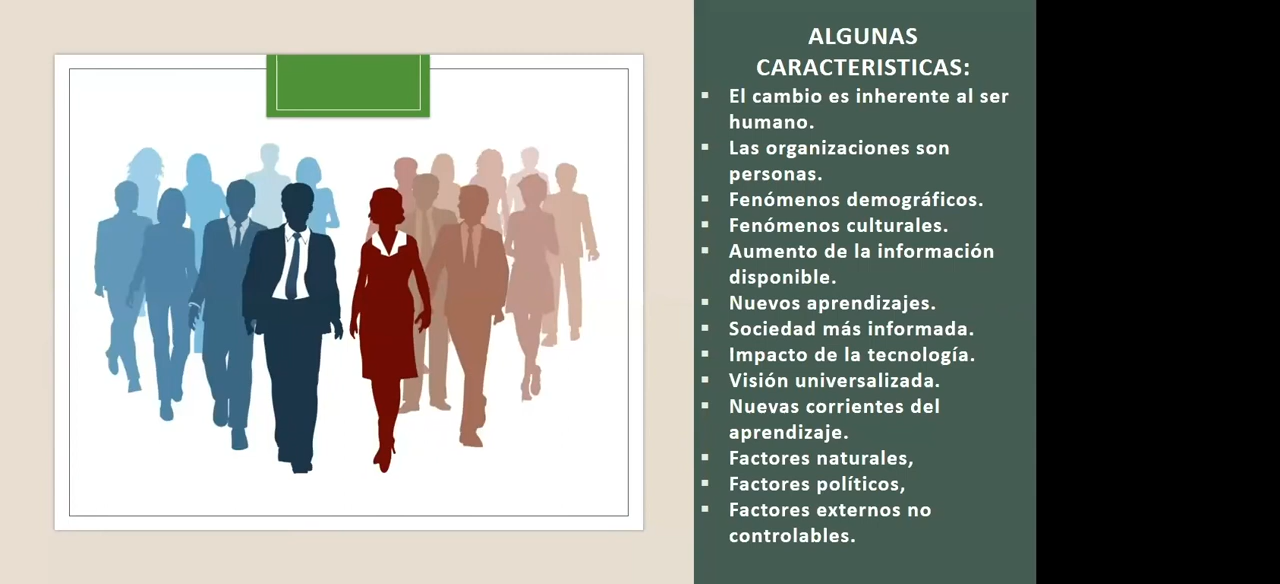 ALGUNAS
CARACTERISTICAS:
▪ El cambio es inherente al ser
humano.
▪ Las organizaciones son
personas.
▪ Fenómenos demográficos.
▪ Fenómenos culturales.
▪ Aumento de la información
disponible.
▪ Nuevos aprendizajes.
▪ Sociedad más informada.
▪ Impacto de la tecnología.
▪ Visión universalizada.
▪ Nuevas corrientes del
aprendizaje.
▪ Factores naturales,
▪ Factores políticos,
▪ Factores externos no
controlables.